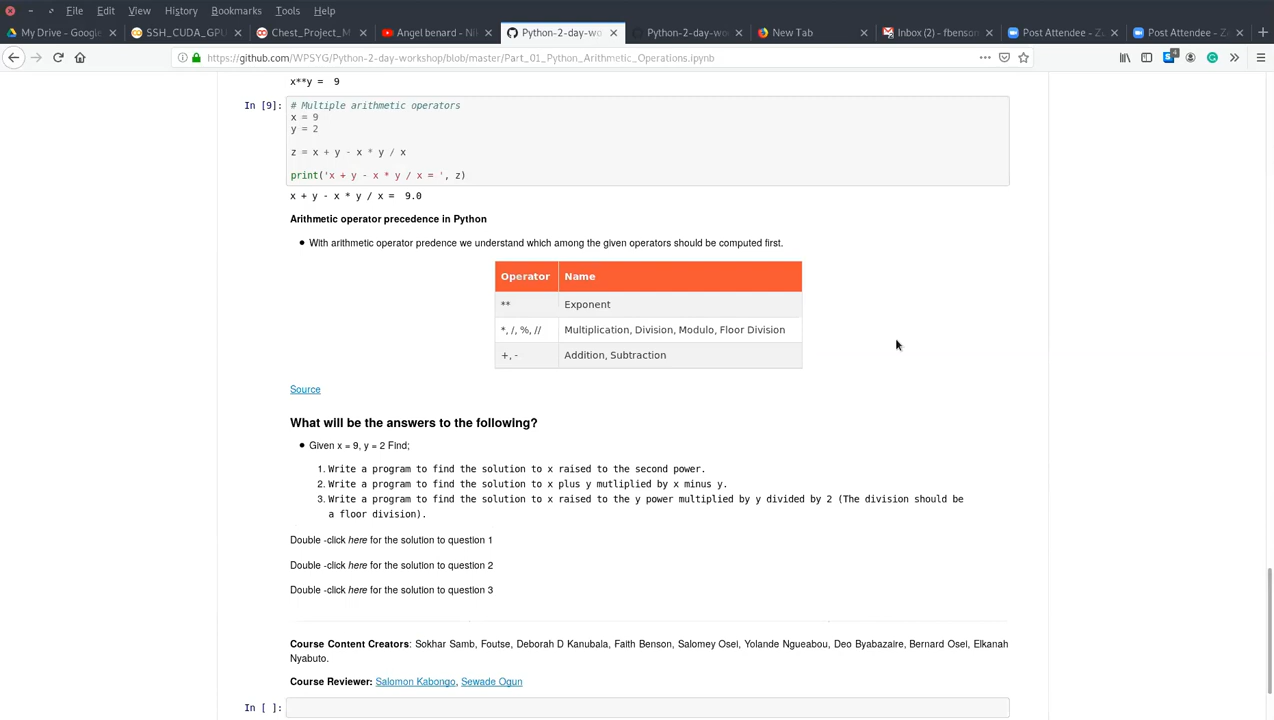 File Edit View History Bookmarks Tools Help
My Drive - Google SSH_CUDA_GPU Chest_Project_M Angel benard - Ni Python-2-day-wo Python-2-day-wo New Tab Inbox (2) - fbenson Post Attendee - Z Post Attendee - Z
https://github.com/WPSYG/Python-2-day-workshop/blob/master/Part_01_Python_Arithmetic_Operations.ipynb
4
x**y = 9
In [9]: # Multiple arithmetic operators
x = 9
y = 2
z = x + y - x * y / x
print('x + y - x * y / x = ', z)
x + y - x * y / x = 9.0
Arithmetic operator precedence in Python
• With arithmetic operator predence we understand which among the given operators should be computed first.
Operator Name
** Exponent
*, /, %, // Multiplication, Division, Modulo, Floor Division
+, - Addition, Subtraction
Source
What will be the answers to the following?
• Given x = 9, y = 2 Find;
1. Write a program to find the solution to x raised to the second power.
2. Write a program to find the solution to x plus y mutliplied by x minus y.
3. Write a program to find the solution to x raised to the y power multiplied by y divided by 2 (The division should be
a floor division).
Double -click here for the solution to question 1
Double -click here for the solution to question 2
Double -click here for the solution to question 3
Course Content Creators: Sokhar Samb, Foutse, Deborah D Kanubala, Faith Benson, Salomey Osei, Yolande Ngueabou, Deo Byabazaire, Bernard Osei, Elkanah
Nyabuto.
Course Reviewer: Salomon Kabongo, Sewade Ogun
In [ ]: